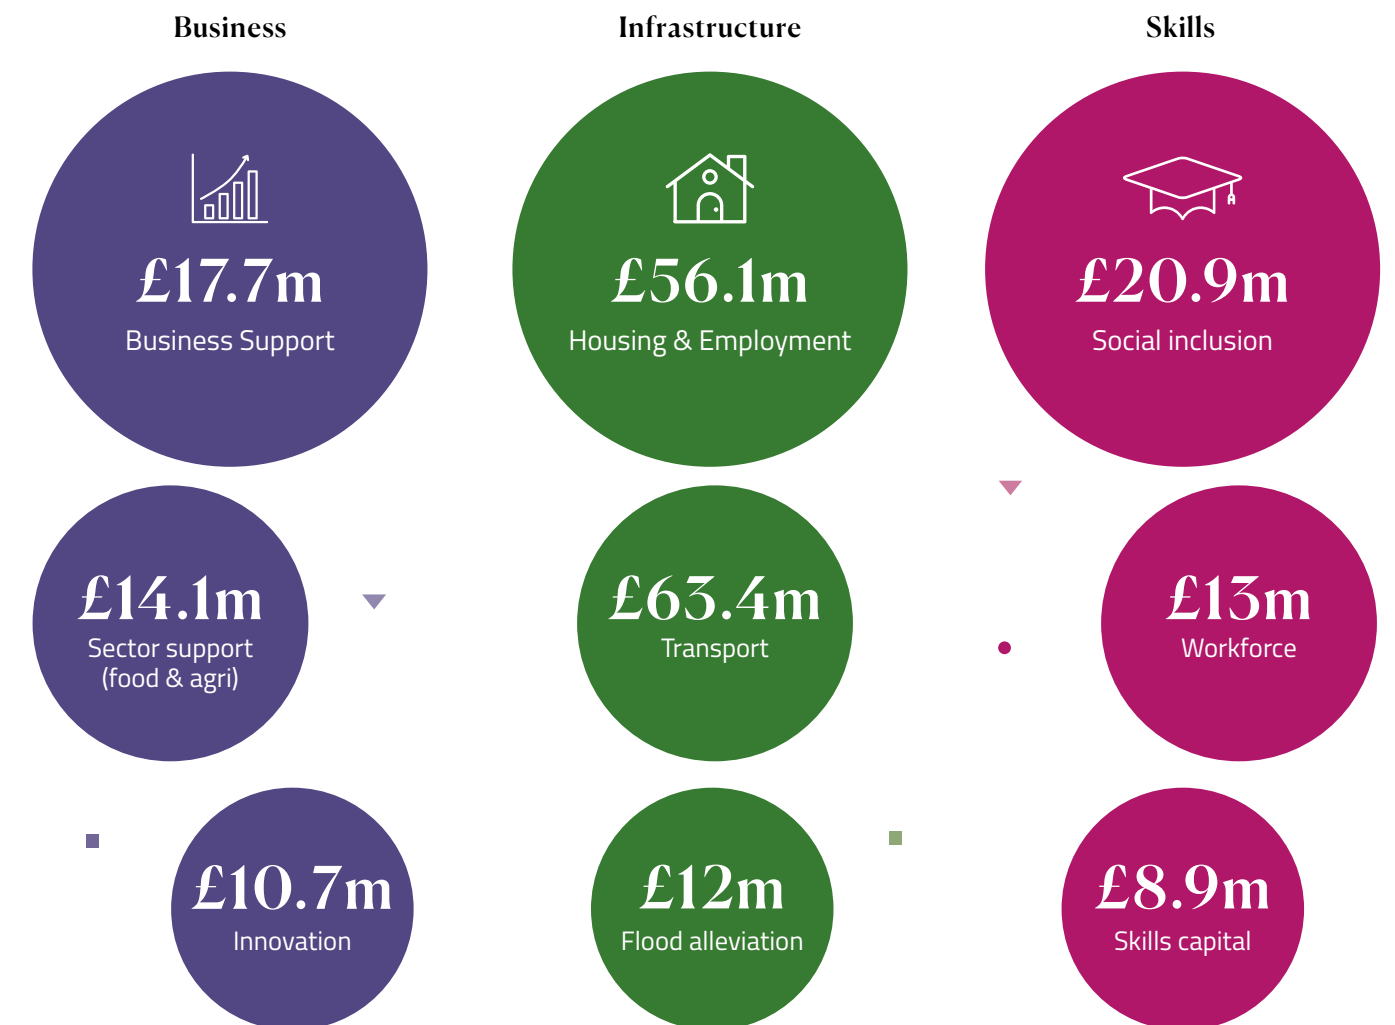 Business
£17.7m
Business Support
£14.1m
Sector support
(food & agri)
£10.7m
Innovation
Infrastructure
£56.1m
Housing & Employment
£63.4m
Transport
£12m
Flood alleviation
Skills
£20.9m
Social inclusion
£13m
Workforce
£8.9m
Skills capital